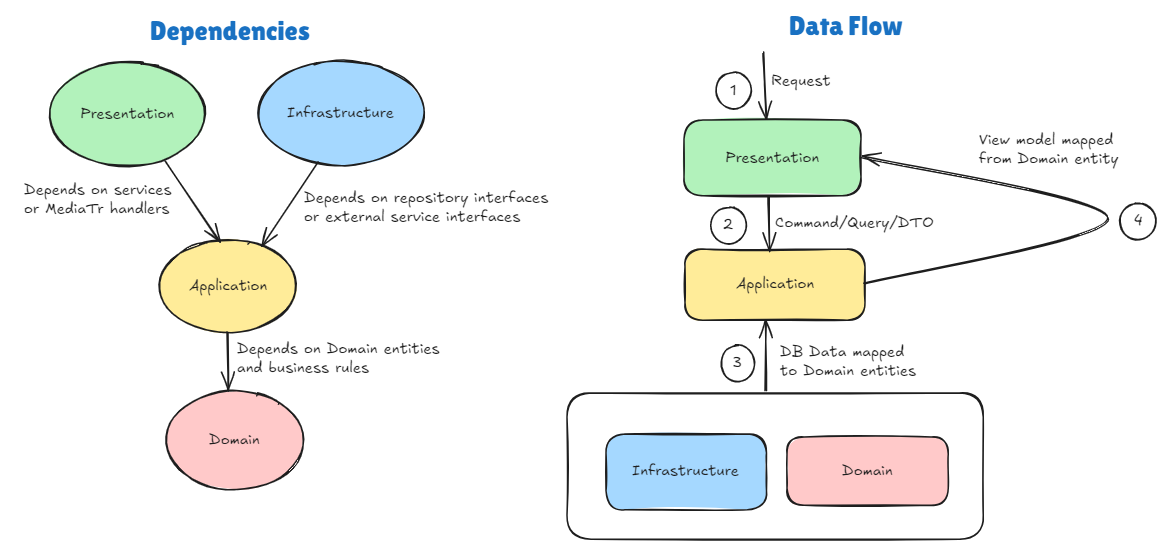 Dependencies
Presentation
Infrastructure
Depends on services
or MediaTr handlers
Depends on repository interfaces
or external service interfaces
Application
Depends on Domain entities
and business rules
Domain
Data Flow
1
Request
Presentation
View model mapped
from Domain entity
2
Command/Query/DTO
4
Application
3
DB Data mapped
to Domain entities
Infrastructure
Domain